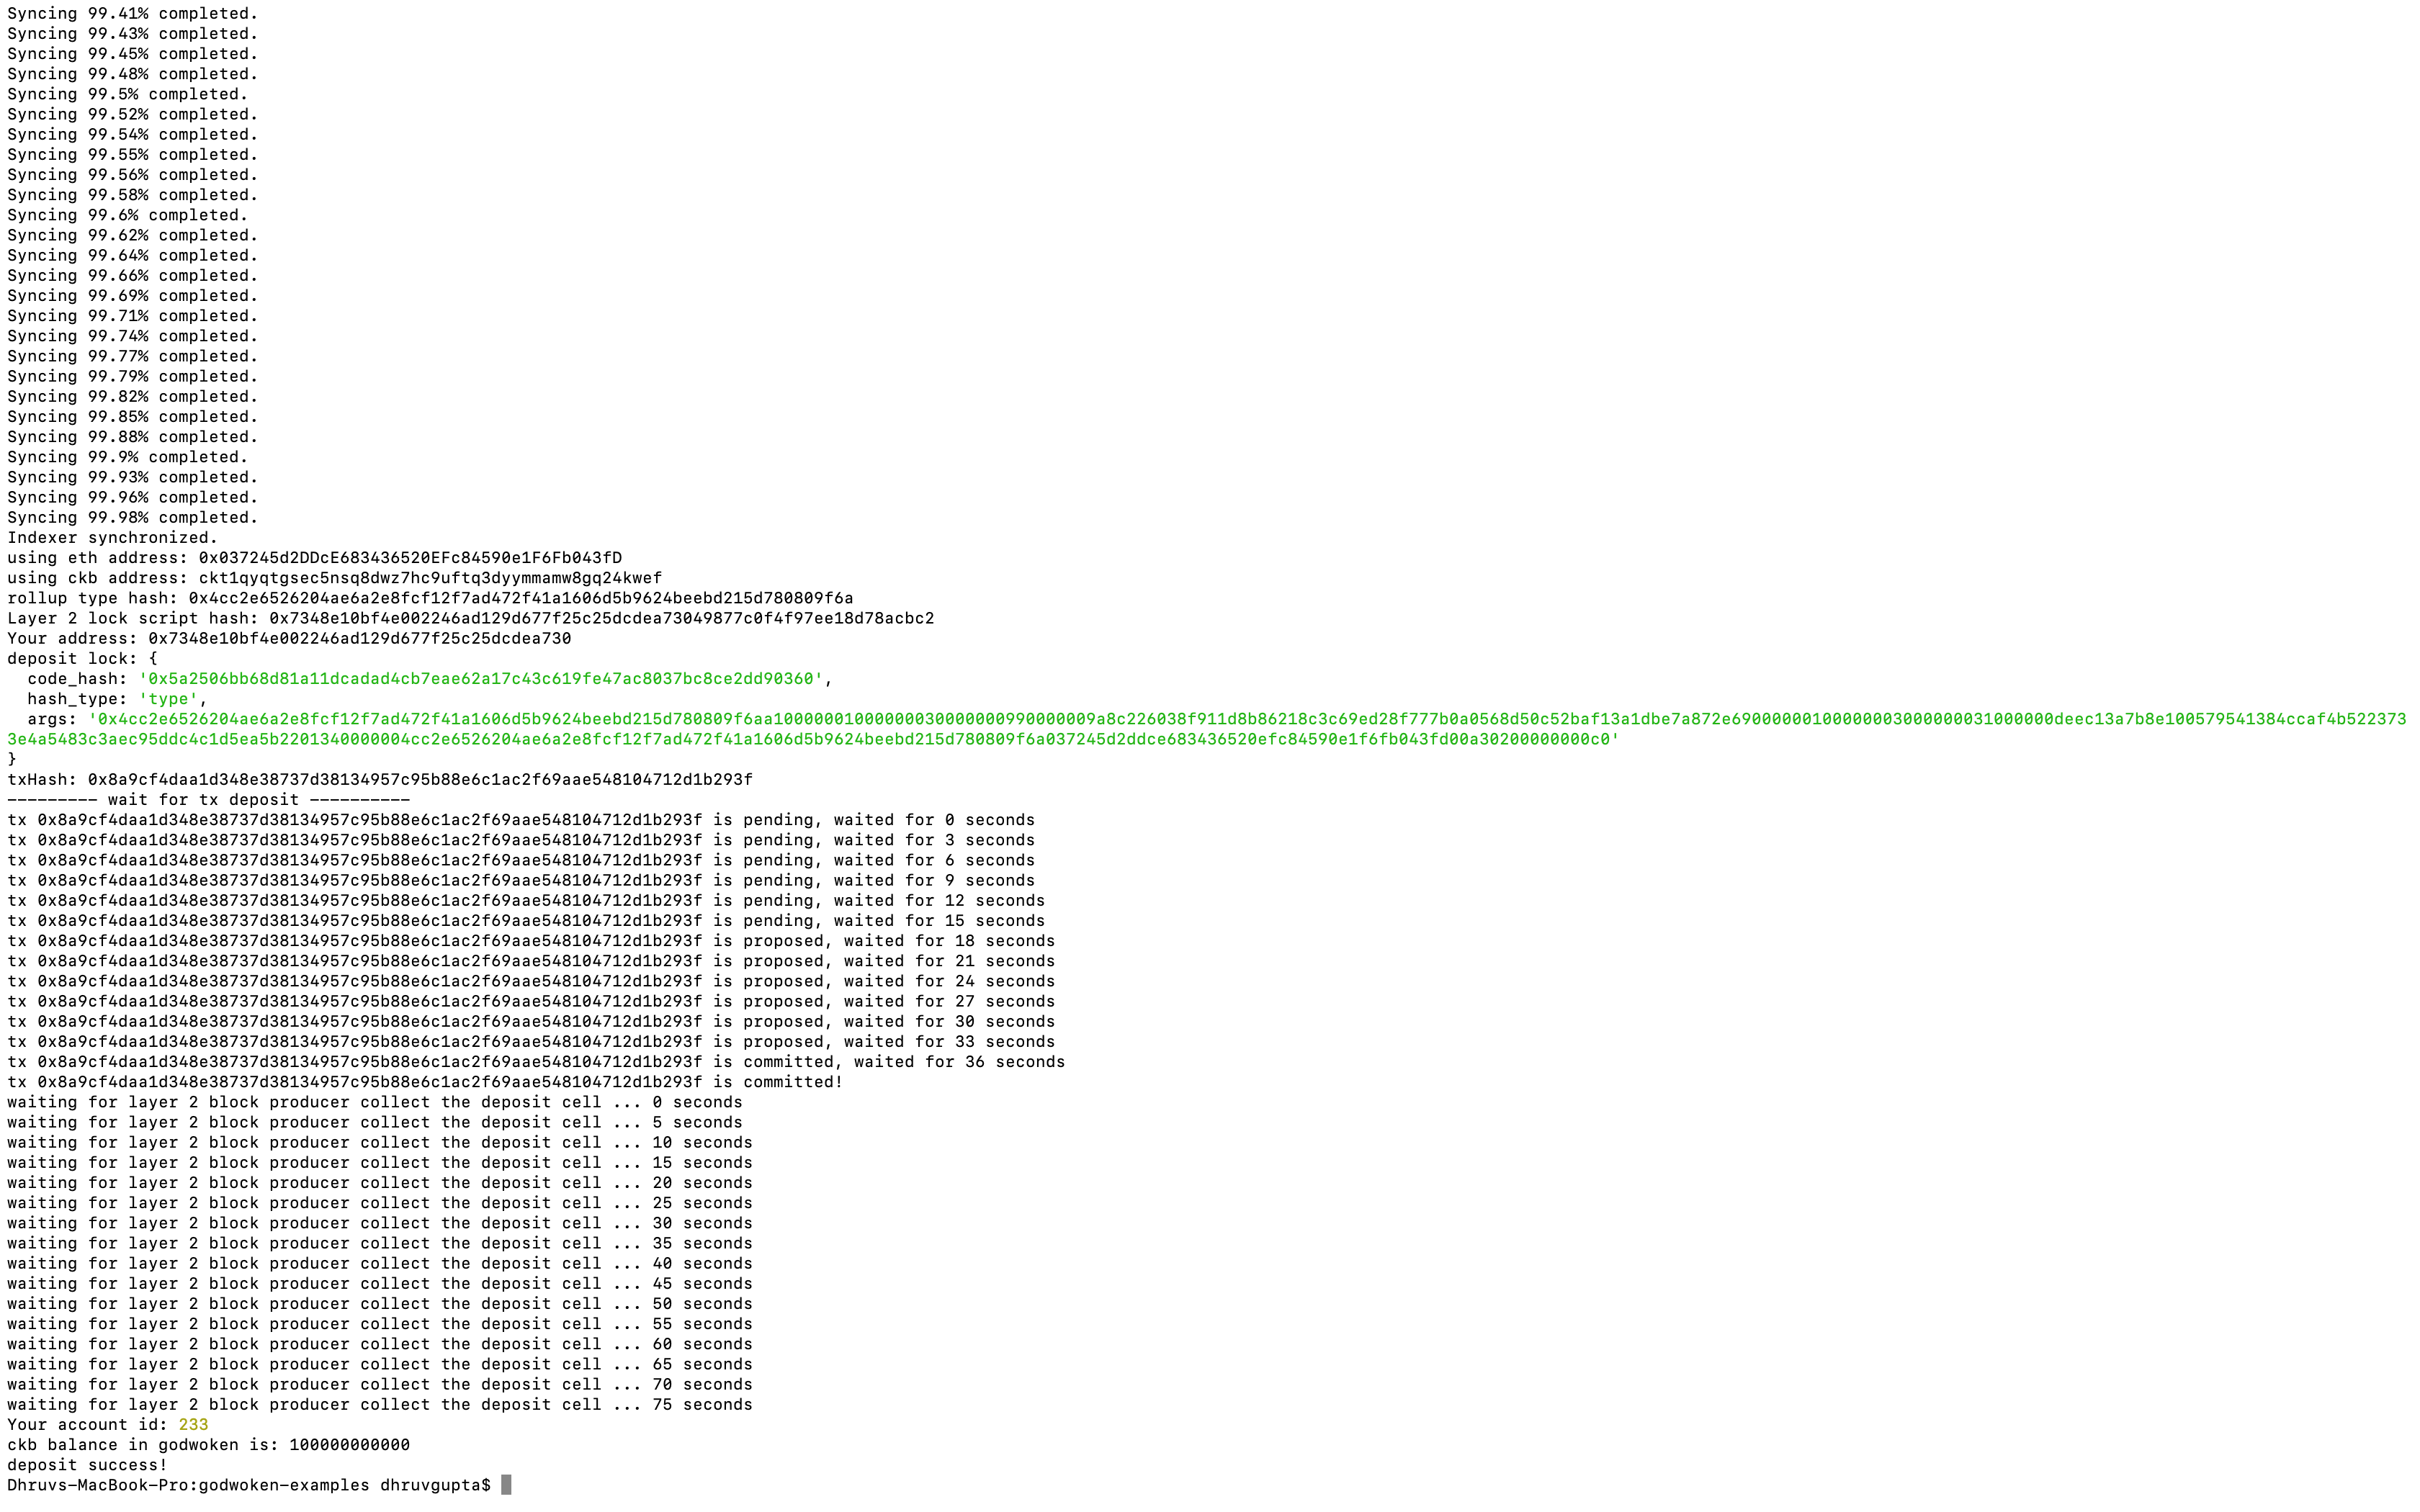 Syncing 99.41% completed.
Syncing 99.43% completed.
Syncing 99.45% completed.
Syncing 99.48% completed.
Syncing 99.5% completed.
Syncing 99.52% completed.
Syncing 99.54% completed.
Syncing 99.55% completed.
Syncing 99.56% completed.
Syncing 99.58% completed.
Syncing 99.6% completed.
Syncing 99.62% completed.
Syncing 99.64% completed.
Syncing 99.66% completed.
Syncing 99.69% completed.
Syncing 99.71% completed.
Syncing 99.74% completed.
Syncing 99.77% completed.
Syncing 99.79% completed.
Syncing 99.82% completed.
Syncing 99.85% completed.
Syncing 99.88% completed.
Syncing 99.9% completed.
Syncing 99.93% completed.
Syncing 99.96% completed.
Syncing 99.98% completed.
Indexer synchronized.
using eth address: 0x037245d2DDcE683436520EFc84590e1F6Fb043fD
using ckb address: ckt1qyqtgsec5nsq8dwz7hc9uftq3dyymmamw8gq24kwef
rollup type hash: 0x4cc2e6526204ae6a2e8fcf12f7ad472f41a1606d5b9624beebd215d780809f6a
Layer 2 lock script hash: 0x7348e10bf4e002246ad129d677f25c25dcdea73049877c0f4f97ee18d78acbc2
Your address: 0x7348e10bf4e002246ad129d677f25c25dcdea730
deposit lock: {
  code_hash: '0x5a2506bb68d81a11dcadad4cb7eae62a17c43c619fe47ac8037bc8ce2dd90360',
  hash_type: 'type',
  args: '0x4cc2e6526204ae6a2e8fcf12f7ad472f41a1606d5b9624beebd215d780809f6aa10000001000000030000000990000009a8c226038f911d8b86218c3c69ed28f777b0a0568d50c52baf13a1dbe7a872e6900000001000000003000000031000000deec13a7b8e100579541384ccaf4b522373
3e4a5483c3aec95ddc4c1d5ea5b2201340000004cc2e6526204ae6a2e8fcf12f7ad472f41a1606d5b9624beebd215d780809f6a037245d2ddce683436520efc84590e1f6fb043fd00a30200000000c0'
}
txHash: 0x8a9cf4daa1d348e38737d38134957c95b88e6c1ac2f69aae548104712d1b293f
--------- wait for tx deposit ----------
tx 0x8a9cf4daa1d348e38737d38134957c95b88e6c1ac2f69aae548104712d1b293f is pending, waited for 0 seconds
tx 0x8a9cf4daa1d348e38737d38134957c95b88e6c1ac2f69aae548104712d1b293f is pending, waited for 3 seconds
tx 0x8a9cf4daa1d348e38737d38134957c95b88e6c1ac2f69aae548104712d1b293f is pending, waited for 6 seconds
tx 0x8a9cf4daa1d348e38737d38134957c95b88e6c1ac2f69aae548104712d1b293f is pending, waited for 9 seconds
tx 0x8a9cf4daa1d348e38737d38134957c95b88e6c1ac2f69aae548104712d1b293f is pending, waited for 12 seconds
tx 0x8a9cf4daa1d348e38737d38134957c95b88e6c1ac2f69aae548104712d1b293f is pending, waited for 15 seconds
tx 0x8a9cf4daa1d348e38737d38134957c95b88e6c1ac2f69aae548104712d1b293f is proposed, waited for 18 seconds
tx 0x8a9cf4daa1d348e38737d38134957c95b88e6c1ac2f69aae548104712d1b293f is proposed, waited for 21 seconds
tx 0x8a9cf4daa1d348e38737d38134957c95b88e6c1ac2f69aae548104712d1b293f is proposed, waited for 24 seconds
tx 0x8a9cf4daa1d348e38737d38134957c95b88e6c1ac2f69aae548104712d1b293f is proposed, waited for 27 seconds
tx 0x8a9cf4daa1d348e38737d38134957c95b88e6c1ac2f69aae548104712d1b293f is proposed, waited for 30 seconds
tx 0x8a9cf4daa1d348e38737d38134957c95b88e6c1ac2f69aae548104712d1b293f is proposed, waited for 33 seconds
tx 0x8a9cf4daa1d348e38737d38134957c95b88e6c1ac2f69aae548104712d1b293f is committed, waited for 36 seconds
tx 0x8a9cf4daa1d348e38737d38134957c95b88e6c1ac2f69aae548104712d1b293f is committed!
waiting for layer 2 block producer collect the deposit cell ... 0 seconds
waiting for layer 2 block producer collect the deposit cell ... 5 seconds
waiting for layer 2 block producer collect the deposit cell ... 10 seconds
waiting for layer 2 block producer collect the deposit cell ... 15 seconds
waiting for layer 2 block producer collect the deposit cell ... 20 seconds
waiting for layer 2 block producer collect the deposit cell ... 25 seconds
waiting for layer 2 block producer collect the deposit cell ... 30 seconds
waiting for layer 2 block producer collect the deposit cell ... 35 seconds
waiting for layer 2 block producer collect the deposit cell ... 40 seconds
waiting for layer 2 block producer collect the deposit cell ... 45 seconds
waiting for layer 2 block producer collect the deposit cell ... 50 seconds
waiting for layer 2 block producer collect the deposit cell ... 55 seconds
waiting for layer 2 block producer collect the deposit cell ... 60 seconds
waiting for layer 2 block producer collect the deposit cell ... 65 seconds
waiting for layer 2 block producer collect the deposit cell ... 70 seconds
waiting for layer 2 block producer collect the deposit cell ... 75 seconds
Your account id: 233
ckb balance in godwoken is: 100000000000
deposit success!
Dhruvs-MacBook-Pro:godwoken-examples dhruvgupta$